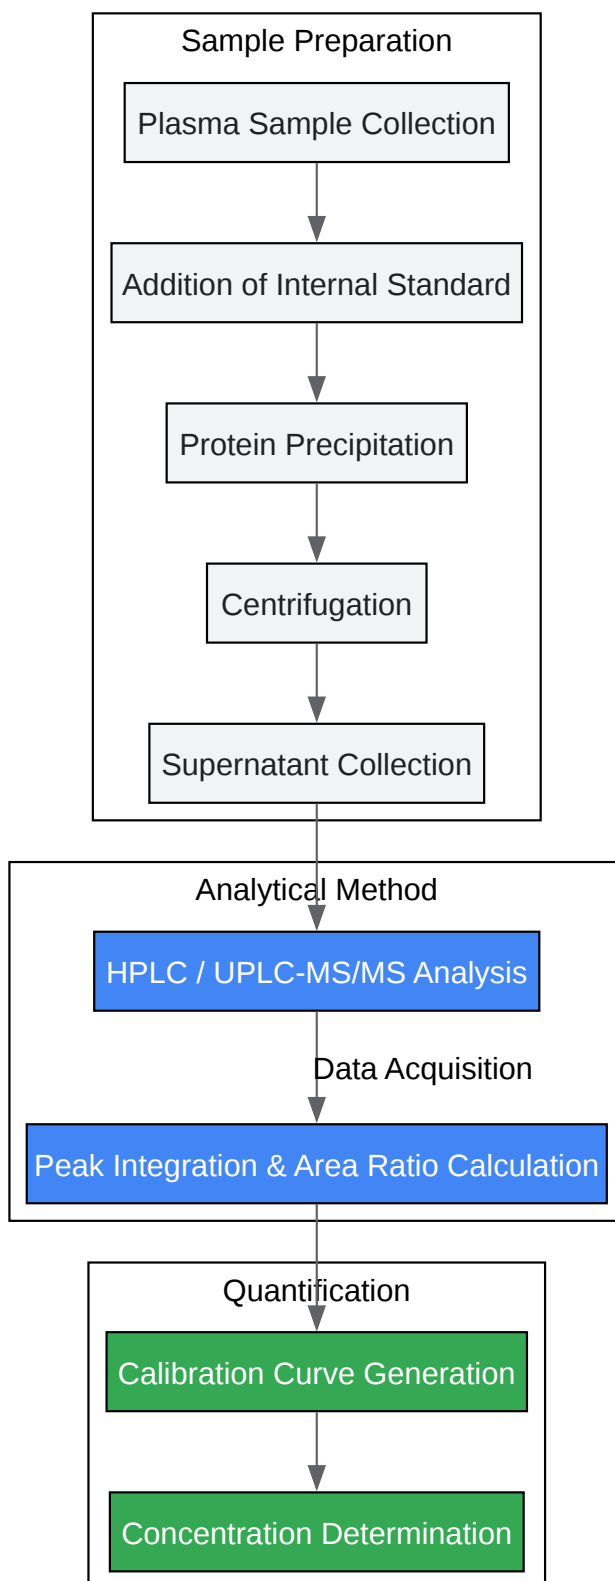 Sample Preparation
Plasma Sample Collection
Addition of Internal Standard
Protein Precipitation
Centrifugation
Supernatant Collection
Analytical Method
HPLC / UPLC-MS/MS Analysis
Data Acquisition
Peak Integration & Area Ratio Calculation
Quantification
Calibration Curve Generation
Concentration Determination